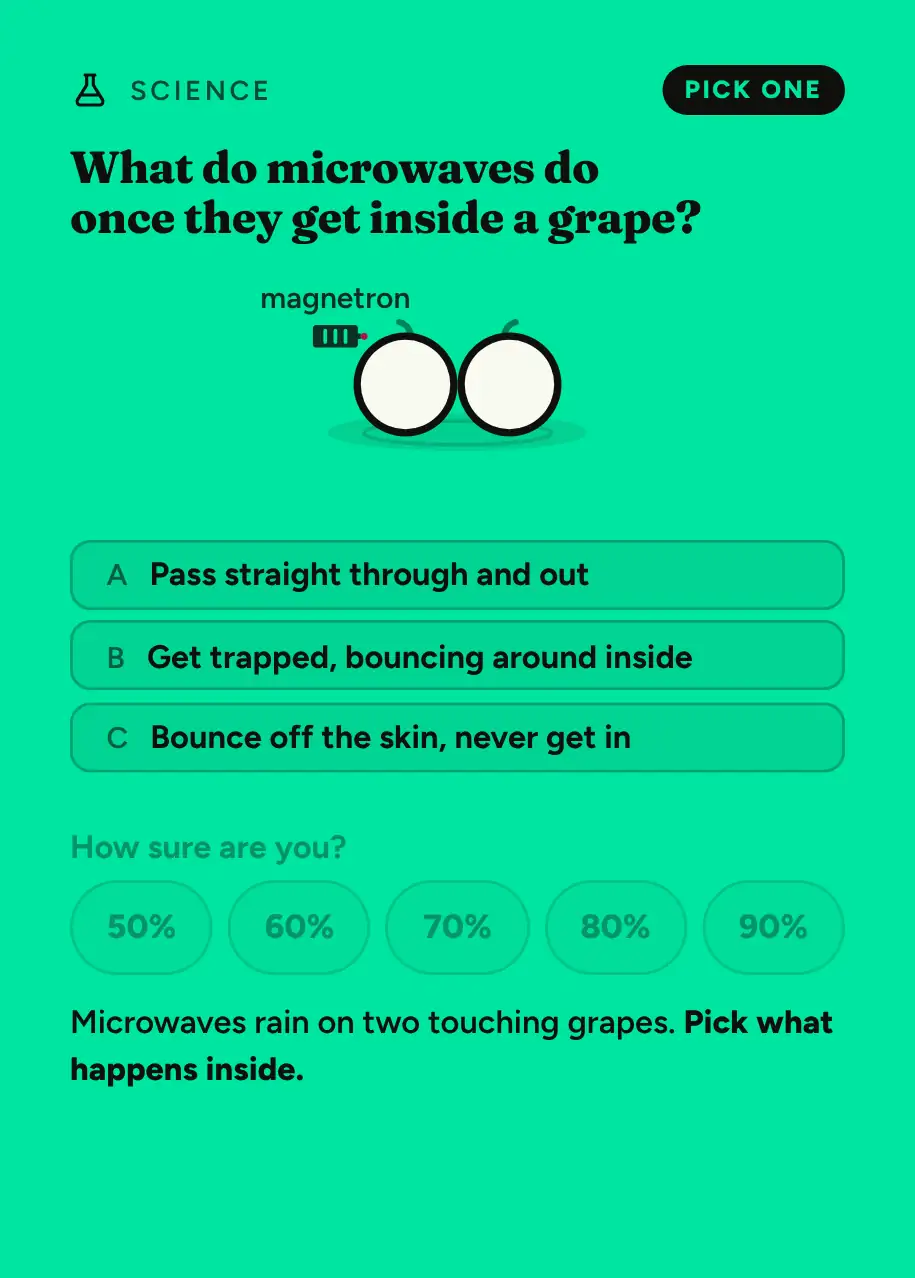 SCIENCE
PICK ONE
What do microwaves do
once they get inside a grape?
magnetron
A Pass straight through and out
B Get trapped, bouncing around inside
C Bounce off the skin, never get in
How sure are you?
50% 60% 70% 80% 90%
Microwaves rain on two touching grapes. Pick what
happens inside.